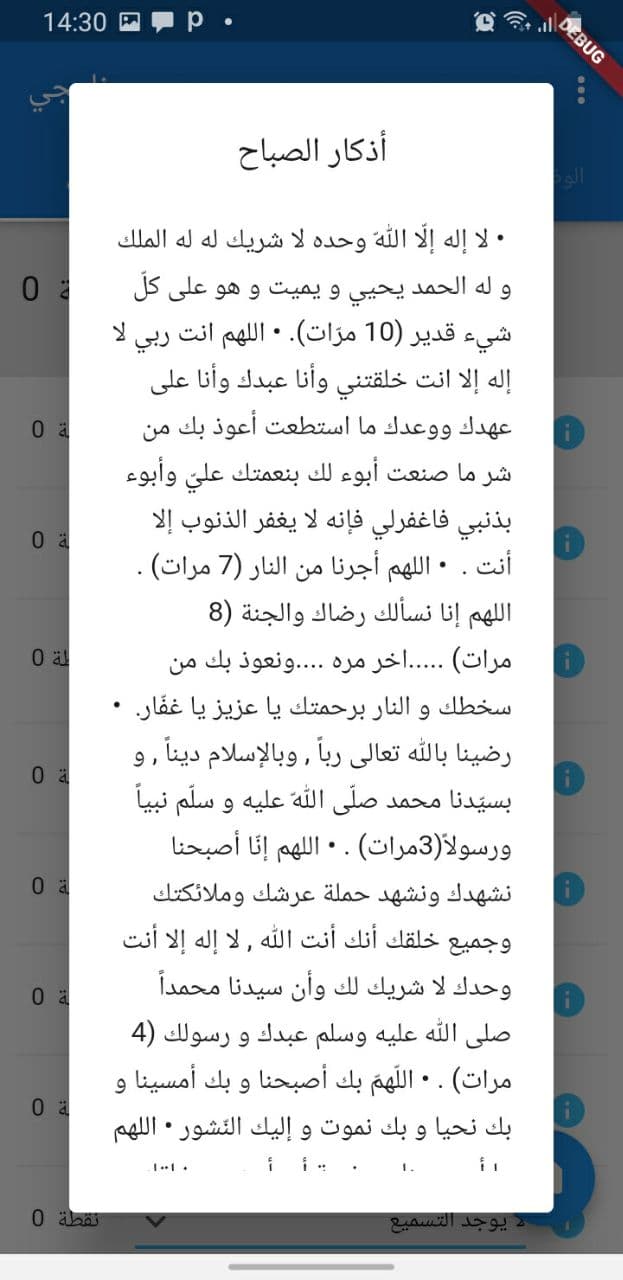 14:30
DEBUG
أذكار الصباح
• لا إله إلّا اللّه وحده لا شريك له له الملك
و له الحمد يحيي و يميت و هو على كلّ
شيء قدير (10 مرّات). • اللهم انت ربي لا
إله إلا انت خلقتني وأنا عبدك وأنا على
عهدك ووعدك ما استطعت أعوذ بك من
شر ما صنعت أبوء لك بنعمتك عليّ وأبوء
بذنبي فاغفرلي فإنه لا يغفر الذنوب إلا
أنت . • اللهم أجرنا من النار (7 مرات) .
اللهم إنا نسألك رضاك والجنة (8
مرات) .....اخر مره ....ونعوذ بك من
سخطك و النار برحمتك يا عزيز يا غفّار. •
رضينا بالله تعالى رباً , وبالإسلام ديناً , و
بسيّدنا محمد صلّى اللّه عليه و سلّم نبياً
ورسولاً(3مرات) . • اللهم إنّا أصبحنا
نشهدك ونشهد حملة عرشك وملائكتك
وجميع خلقك أنك أنت الله , لا إله إلا أنت
وحدك لا شريك لك وأن سيدنا محمداً
صلى الله عليه وسلم عبدك و رسولك (4
مرات) . • اللّهمّ بك أصبحنا و بك أمسينا و
بك نحيا و بك نموت و إليك النّشور • اللهم
0
0
0
0
0
0
0
0
لا يوجد التسميع
نقطة 0